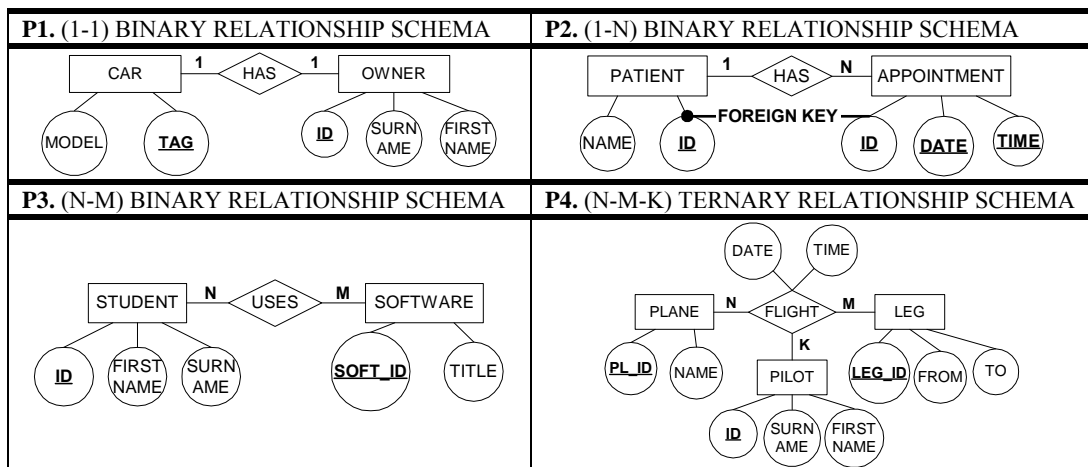 P1. (1-1) BINARY RELATIONSHIP SCHEMA
CAR
1
HAS
1
OWNER
MODEL
TAG
ID
SURN
AME
FIRST
NAME
P2. (1-N) BINARY RELATIONSHIP SCHEMA
PATIENT
1
HAS
N
APPOINTMENT
FOREIGN KEY
NAME
ID
ID
DATE
TIME
P3. (N-M) BINARY RELATIONSHIP SCHEMA
STUDENT
N
USES
M
SOFTWARE
ID
FIRST
NAME
SURN
AME
SOFT_ID
TITLE
P4. (N-M-K) TERNARY RELATIONSHIP SCHEMA
DATE
TIME
PLANE
N
FLIGHT
M
LEG
K
PL_ID
NAME
PILOT
LEG_ID
FROM
TO
ID
SURN
AME
FIRST
NAME